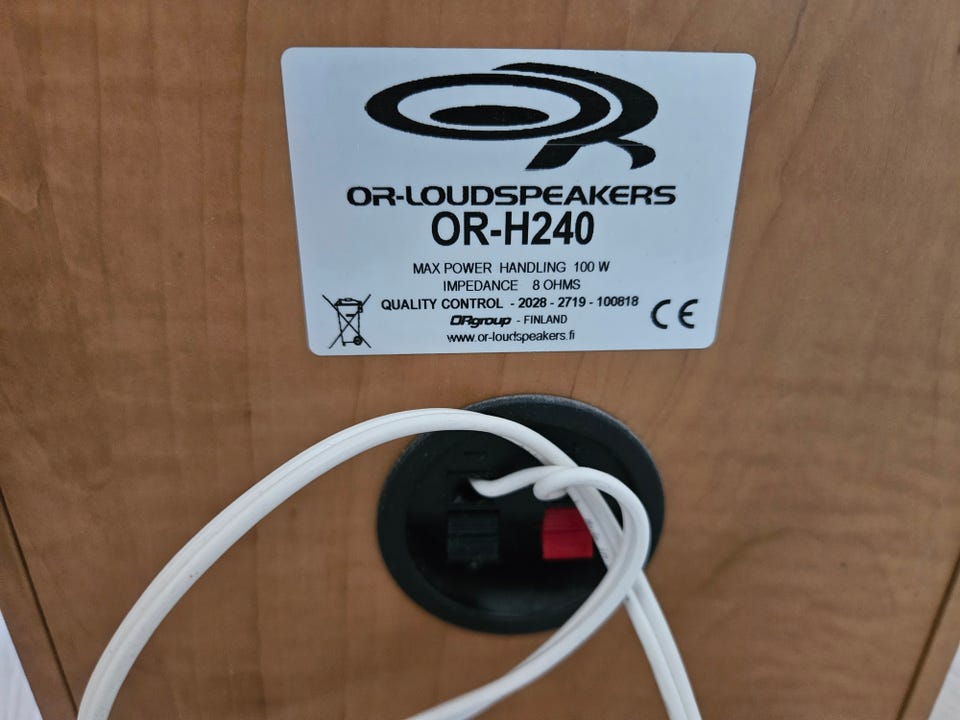 OR
OR-LOUDSPEAKERS
OR-H240
MAX POWER HANDLING 100 W
IMPEDANCE 8 OHMS
QUALITY CONTROL - 2028 - 2719 - 100818
CE
ORgroup - FINLAND
www.or-loudspeakers.fi